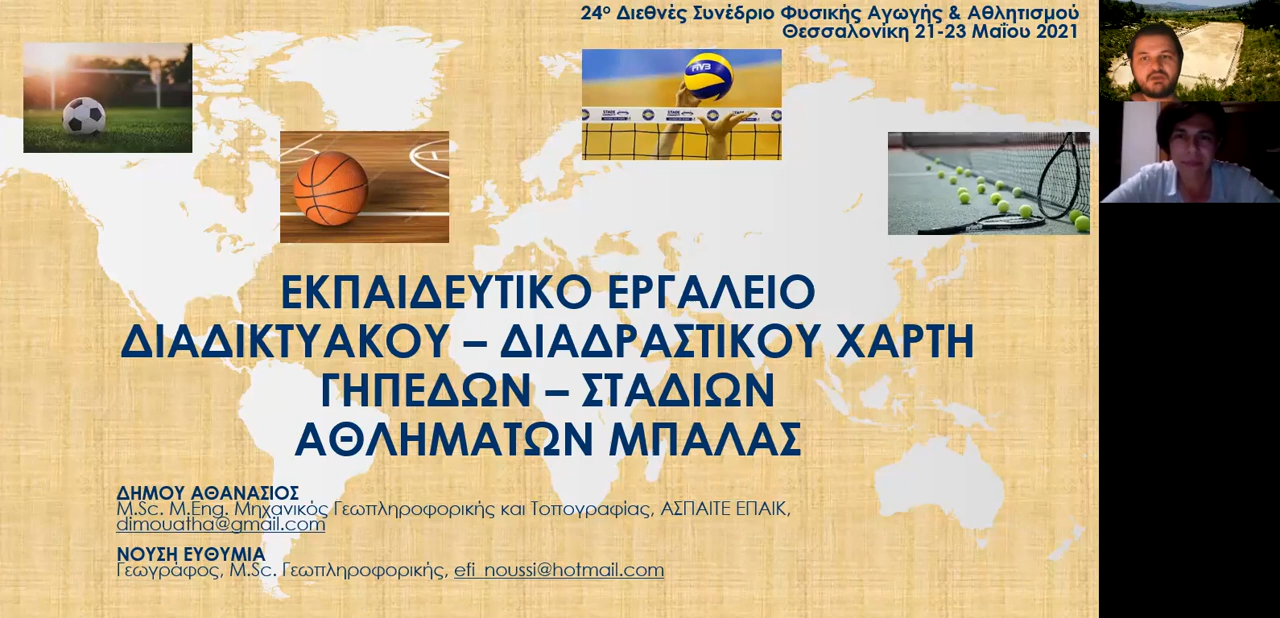 24ο Διεθνές Συνέδριο Φυσικής Αγωγής & Αθλητισμού
Θεσσαλονίκη 21-23 Μαΐου 2021
ΕΚΠΑΙΔΕΥΤΙΚΟ ΕΡΓΑΛΕΙΟ
ΔΙΑΔΙΚΤΥΑΚΟΥ – ΔΙΑΔΡΑΣΤΙΚΟΥ ΧΑΡΤΗ
ΓΗΠΕΔΩΝ – ΣΤΑΔΙΩΝ
ΑΘΛΗΜΑΤΩΝ ΜΠΑΛΑΣ
ΔΗΜΟΥ ΑΘΑΝΑΣΙΟΣ
M.Sc. M.Eng. Μηχανικός Γεωπληροφορικής και Τοπογραφίας, ΑΣΠΑΙΤΕ ΕΠΑΙΚ,
dimouatha@gmail.com
ΝΟΥΣΗ ΕΥΘΥΜΙΑ
Γεωγράφος, M.Sc. Γεωπληροφορικής, efi_noussi@hotmail.com